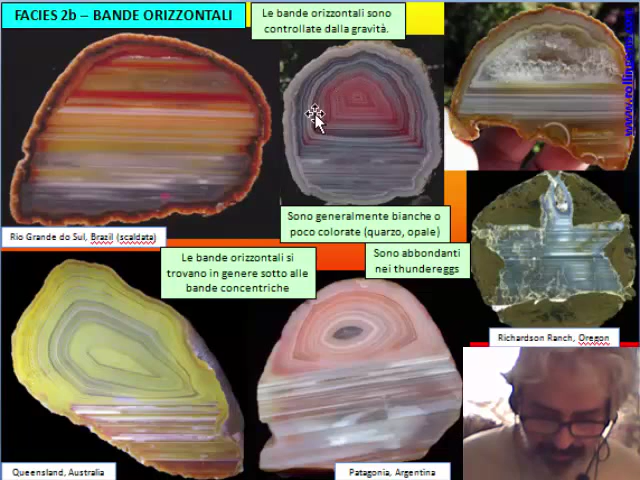 FACIES 2b – BANDE ORIZZONTALI
Le bande orizzontali sono
controllate dalla gravità.
Rio Grande do Sul, Brazil (scaldata)
Sono generalmente bianche o
poco colorate (quarzo, opale)
Le bande orizzontali si
trovano in genere sotto alle
bande concentriche
Sono abbondanti
nei thundereggs
Richardson Ranch, Oregon
Queensland, Australia
Patagonia, Argentina